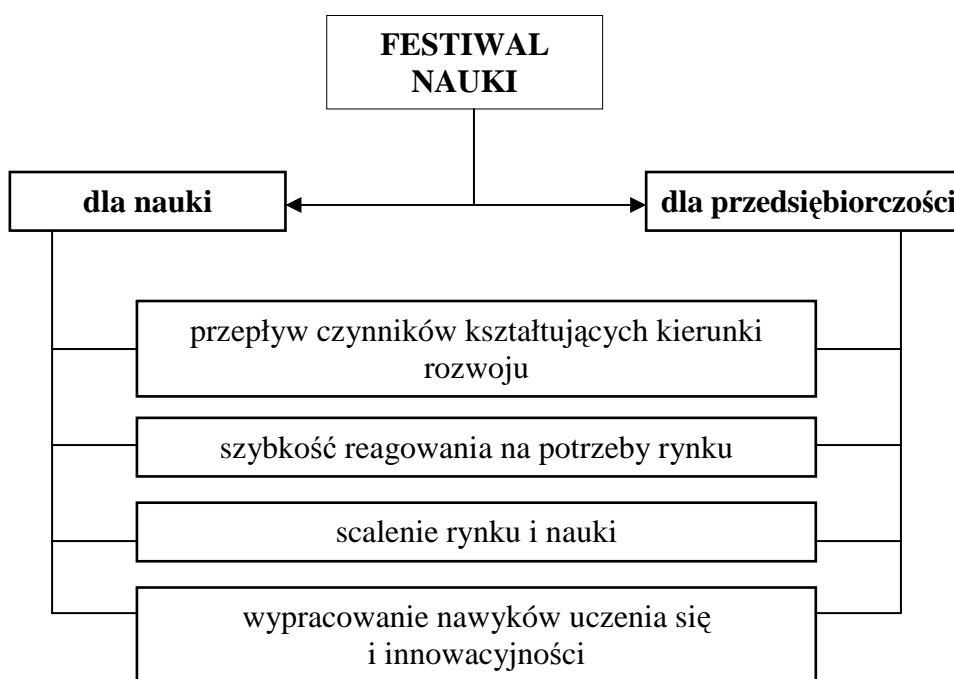 FESTIWAL
NAUKI
dla nauki
dla przedsiębiorczości
przepływ czynników kształtujących kierunki
rozwoju
szybkość reagowania na potrzeby rynku
scalenie rynku i nauki
wypracowanie nawyków uczenia się
i innowacyjności